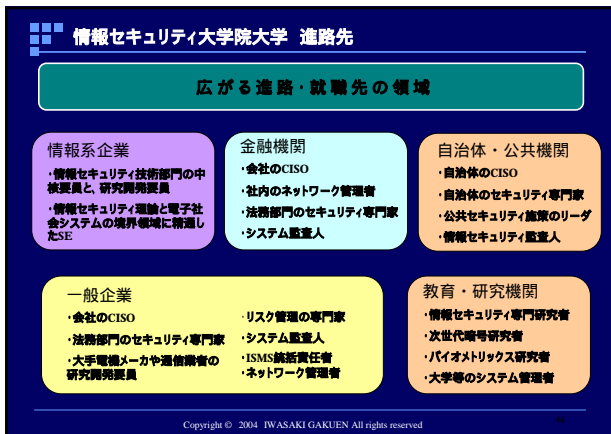 情報セキュリティ大学院大学 進路先
広がる進路・就職先の領域
情報系企業
・情報セキュリティ技術部門の中
核要員と、研究開発要員
・情報セキュリティ理論と電子社
会システムの境界領域に精通し
たSE
金融機関
・会社のCISO
・社内のネットワーク管理者
・法務部門のセキュリティ専門家
・システム監査人
自治体・公共機関
・自治体のCISO
・自治体のセキュリティ専門家
・公共セキュリティ施策のリーダ
・情報セキュリティ監査人
一般企業
・会社のCISO
・法務部門のセキュリティ専門家
・大手電機メーカや通信業者の
研究開発要員
・リスク管理の専門家
・システム監査人
・ISMS統括責任者
・ネットワーク管理者
教育・研究機関
・情報セキュリティ専門研究者
・次世代暗号研究者
・バイオメトリックス研究者
・大学等のシステム管理者
Copyright © 2004 IWASAKI GAKUEN All rights reserved